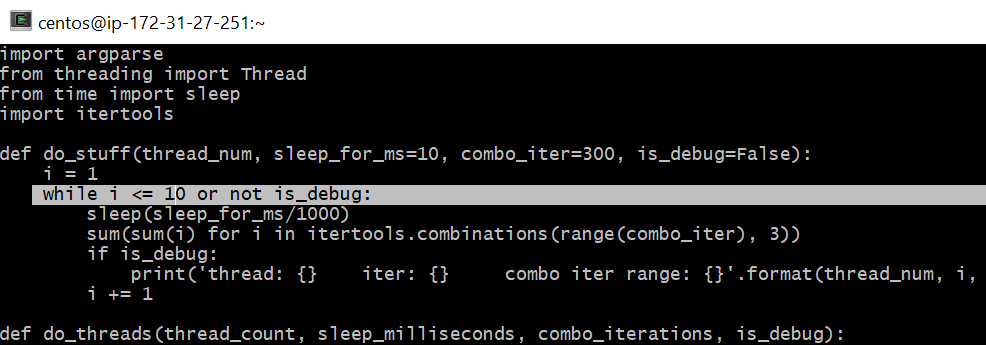 centos@ip-172-31-27-251:~
import argparse
from threading import Thread
from time import sleep
import itertools
def do_stuff(thread_num, sleep_for_ms=10, combo_iter=300, is_debug=False):
    i = 1
    while i <= 10 or not is_debug:
        sleep(sleep_for_ms/1000)
        sum(sum(i) for i in itertools.combinations(range(combo_iter), 3))
        if is_debug:
            print('thread: {}    iter: {}     combo iter range: {}'.format(thread_num, i,
        i += 1
def do_threads(thread_count, sleep_milliseconds, combo_iterations, is_debug):